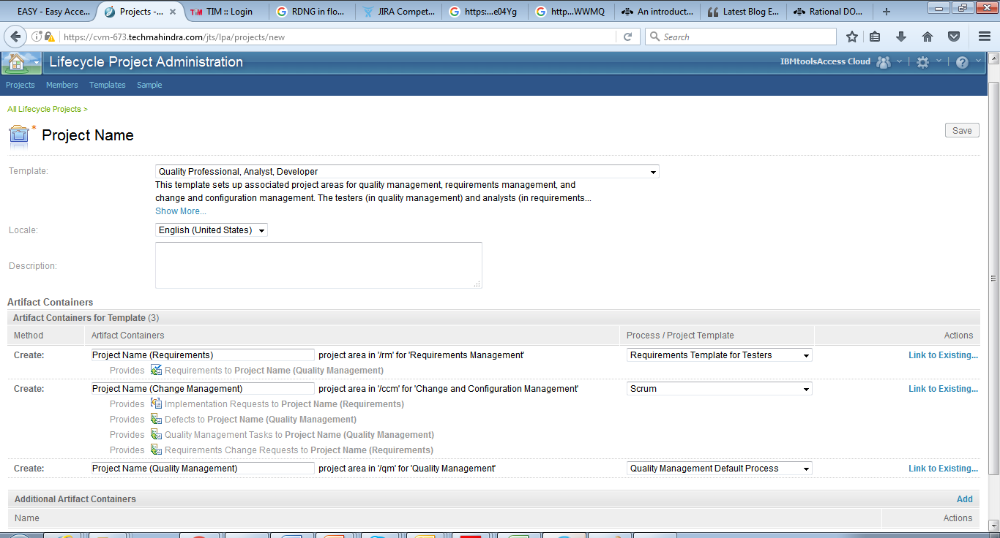 EASY - Easy Acce...
Projects -...
TIM :: Login
RDNG in flo...
JIRA Compet...
https:...e04Yg
http...WWMQ
An introduct...
Latest Blog E...
Rational DO...
https://cvm-673.techmahindra.com/jts/lpa/projects/new
Search
Lifecycle Project Administration
IBMtoolsAccess Cloud
Projects Members Templates Sample
All Lifecycle Projects >
* Project Name
Save
Template:
Quality Professional, Analyst, Developer
This template sets up associated project areas for quality management, requirements management, and
change and configuration management. The testers (in quality management) and analysts (in requirements...
Show More...
Locale:
English (United States)
Description:
Artifact Containers
Artifact Containers for Template (3)
Method Artifact Containers Process / Project Template Actions
Create: Project Name (Requirements) project area in '/rm' for 'Requirements Management' Requirements Template for Testers Link to Existing...
Provides Requirements to Project Name (Quality Management)
Create: Project Name (Change Management) project area in '/ccm' for 'Change and Configuration Management' Scrum Link to Existing...
Provides Implementation Requests to Project Name (Requirements)
Provides Defects to Project Name (Quality Management)
Provides Quality Management Tasks to Project Name (Quality Management)
Provides Requirements Change Requests to Project Name (Requirements)
Create: Project Name (Quality Management) project area in '/qm' for 'Quality Management' Quality Management Default Process Link to Existing...
Additional Artifact Containers Add
Name Actions